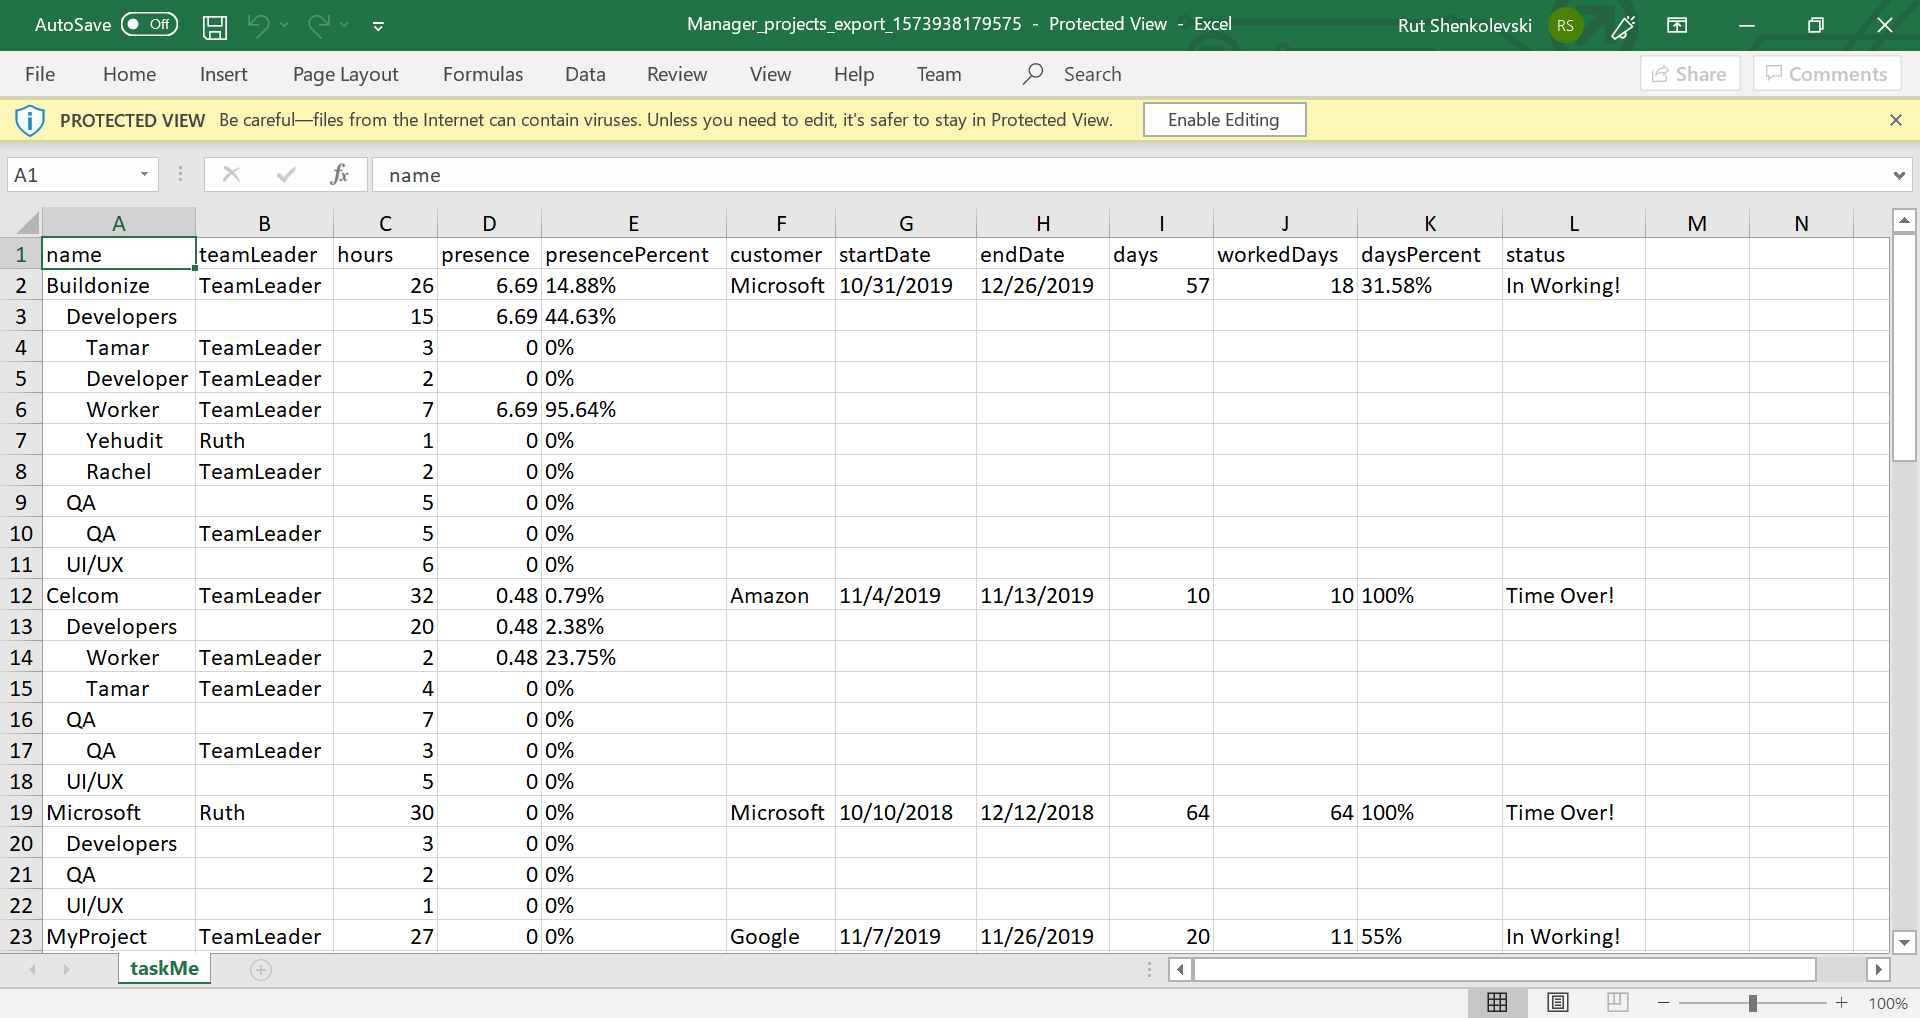 AutoSave Off Manager_projects_export_1573938179575 - Protected View - Excel Rut Shenkolevski RS
File Home Insert Page Layout Formulas Data Review View Help Team Search Share Comments
PROTECTED VIEW Be careful—files from the Internet can contain viruses. Unless you need to edit, it's safer to stay in Protected View. Enable Editing
A1 fx name
A B C D E F G H I J K L M N
1 name teamLeader hours presence presencePercent customer startDate endDate days workedDays daysPercent status
2 Buildonize TeamLeader 26 6.69 14.88% Microsoft 10/31/2019 12/26/2019 57 18 31.58% In Working!
3 Developers 15 6.69 44.63%
4 Tamar TeamLeader 3 0 0%
5 Developer TeamLeader 2 0 0%
6 Worker TeamLeader 7 6.69 95.64%
7 Yehudit Ruth 1 0 0%
8 Rachel TeamLeader 2 0 0%
9 QA 5 0 0%
10 QA TeamLeader 5 0 0%
11 UI/UX 6 0 0%
12 Celcom TeamLeader 32 0.48 0.79% Amazon 11/4/2019 11/13/2019 10 10 100% Time Over!
13 Developers 20 0.48 2.38%
14 Worker TeamLeader 2 0.48 23.75%
15 Tamar TeamLeader 4 0 0%
16 QA 7 0 0%
17 QA TeamLeader 3 0 0%
18 UI/UX 5 0 0%
19 Microsoft Ruth 30 0 0% Microsoft 10/10/2018 12/12/2018 64 64 100% Time Over!
20 Developers 3 0 0%
21 QA 2 0 0%
22 UI/UX 1 0 0%
23 MyProject TeamLeader 27 0 0% Google 11/7/2019 11/26/2019 20 11 55% In Working!
taskMe
100%